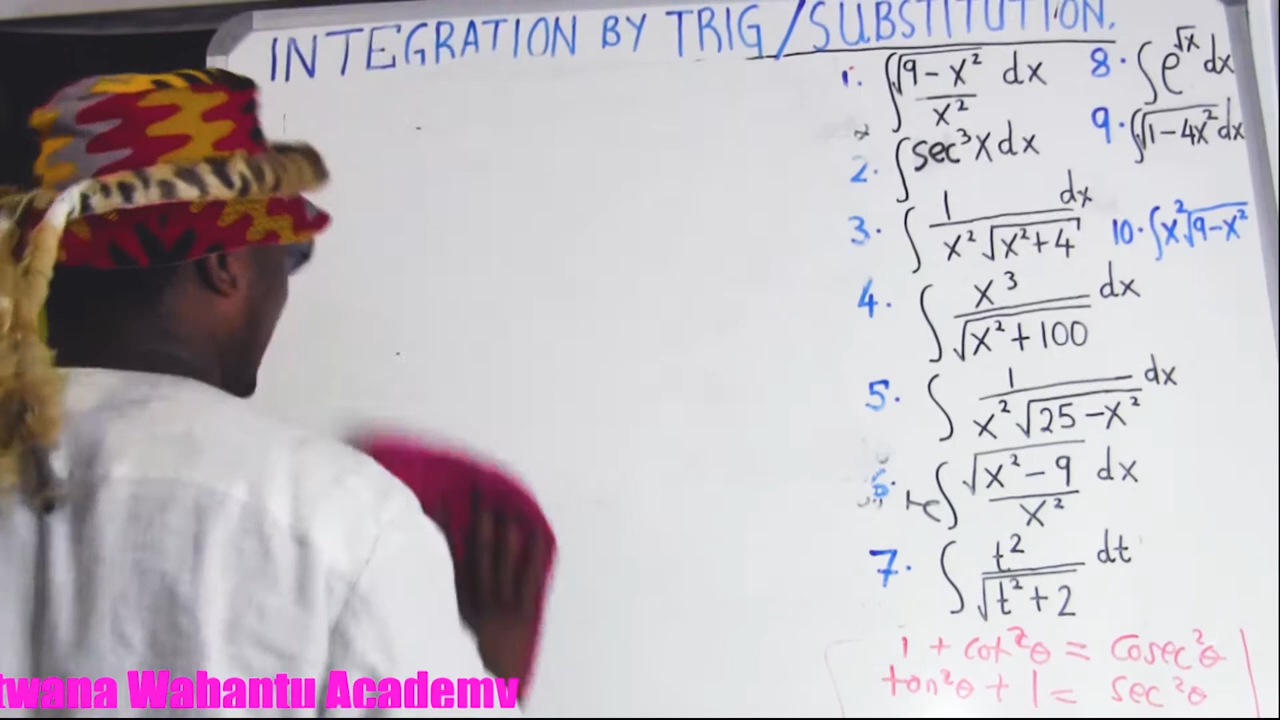 INTEGRATION BY TRIG/SUBSTITUTION.
1. ∫ √(9 - x²) / x² dx
2. ∫ sec³x dx
3. ∫ 1 / (x² √(x² + 4)) dx
4. ∫ x³ / √(x² + 100) dx
5. ∫ 1 / (x² √(25 - x²)) dx
6. ∫ √(x² - 9) / x² dx
7. ∫ t² / √(t² + 2) dt
8. ∫ e^√x dx
9. ∫ √(1 - 4x²) dx
10. ∫ x² √(9 - x²)
1 + cot²θ = cosec²θ
tan²θ + 1 = sec²θ
twana Wabantu Academy